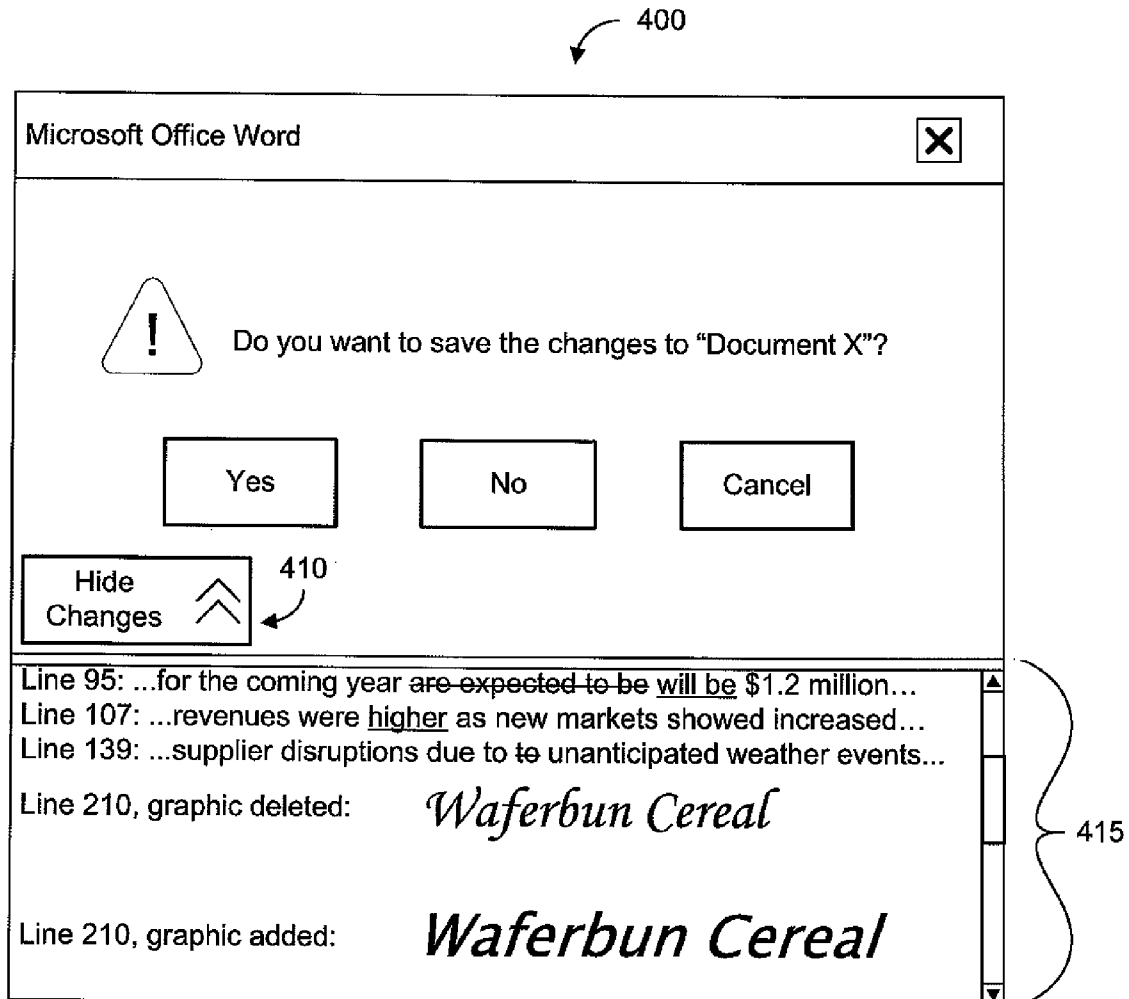 400
Microsoft Office Word
!
Do you want to save the changes to “Document X”?
Yes
No
Cancel
Hide
Changes
410
Line 95: ...for the coming year are expected to be will be $1.2 million...
Line 107: ...revenues were higher as new markets showed increased...
Line 139: ...supplier disruptions due to to unanticipated weather events...
Line 210, graphic deleted: Waferbun Cereal
415
Line 210, graphic added: Waferbun Cereal